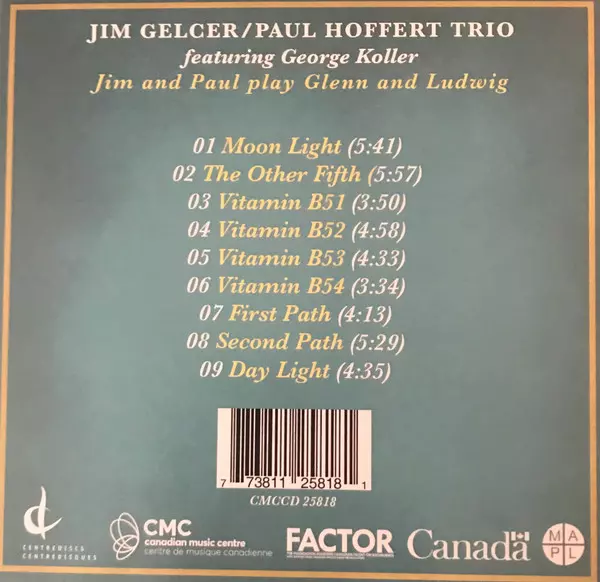 JIM GELCER/PAUL HOFFERT TRIO
featuring George Koller
Jim and Paul play Glenn and Ludwig
01 Moon Light (5:41)
02 The Other Fifth (5:57)
03 Vitamin B51 (3:50)
04 Vitamin B52 (4:58)
05 Vitamin B53 (4:33)
06 Vitamin B54 (3:34)
07 First Path (4:13)
08 Second Path (5:29)
09 Day Light (4:35)
7 73811 25818 1
CMCCD 25818
CENTREDISCS
CENTREDISQUES
CMC
canadian music centre
centre de musique canadienne
FACTOR
Canada
M A
P L